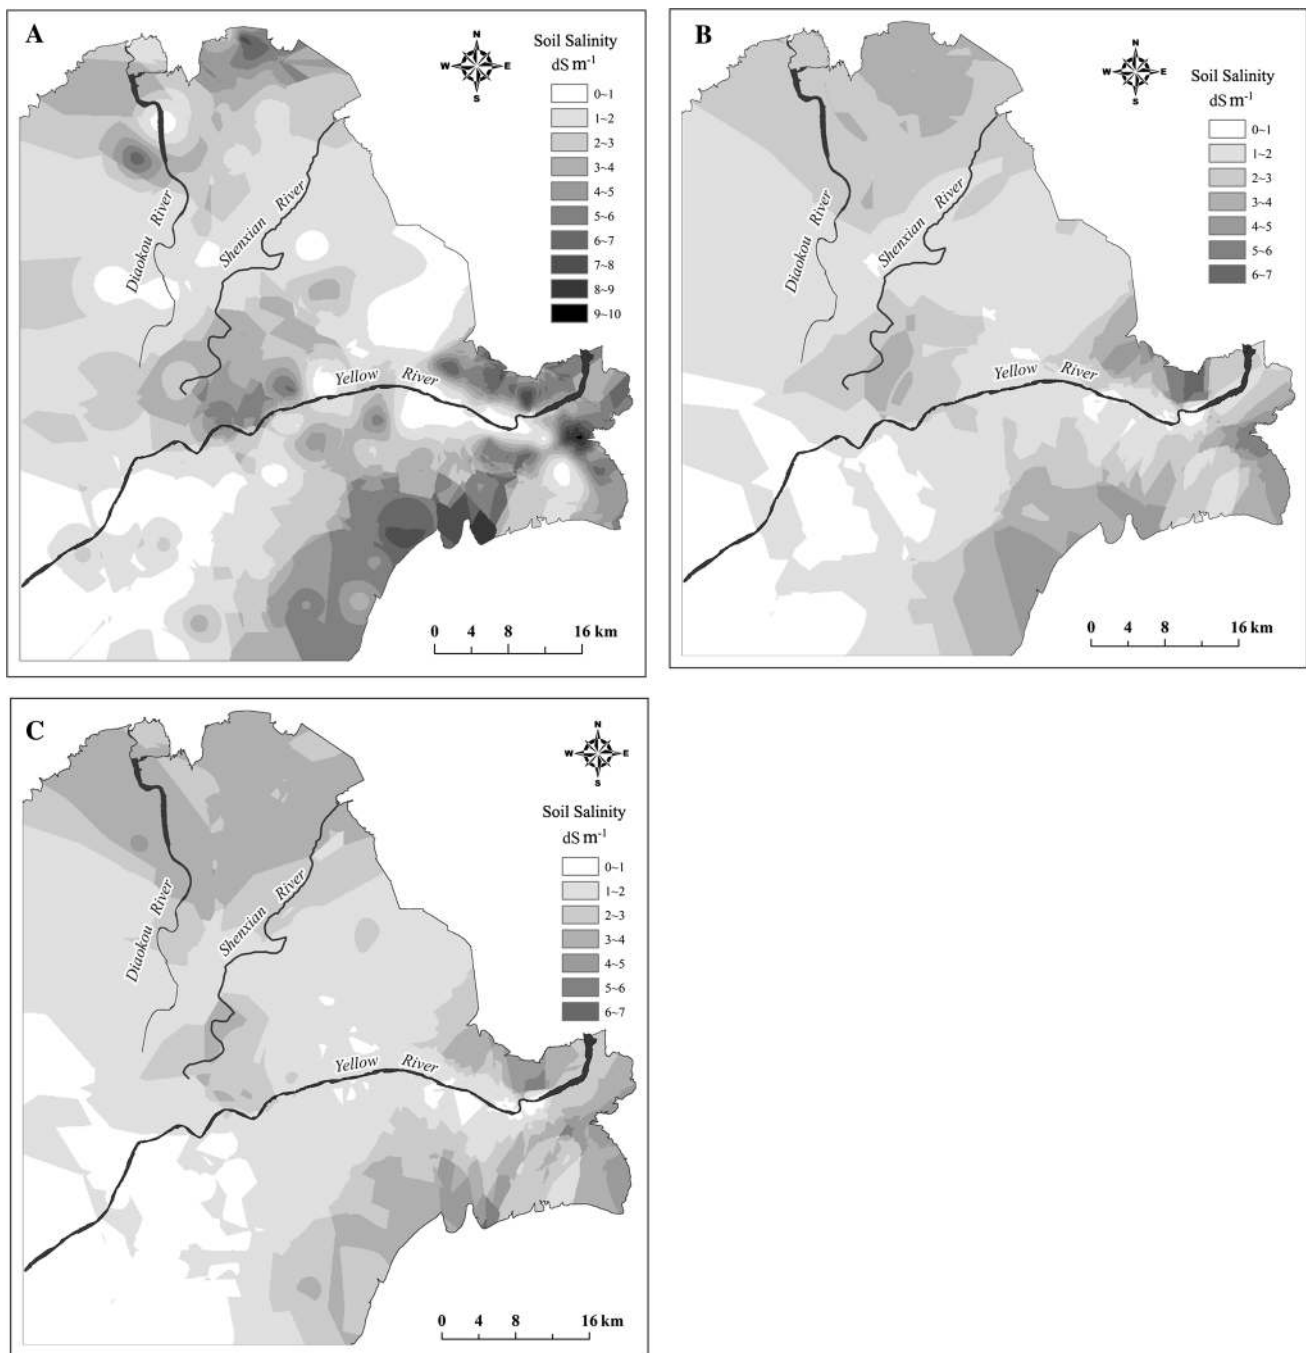 A
N
W E
S
Soil Salinity
dS m⁻¹
0~1
1~2
2~3
3~4
4~5
5~6
6~7
7~8
8~9
9~10
Diaokou River
Shenxian River
Yellow River
0 4 8 16 km
B
N
W E
S
Soil Salinity
dS m⁻¹
0~1
1~2
2~3
3~4
4~5
5~6
6~7
Diaokou River
Shenxian River
Yellow River
0 4 8 16 km
C
N
W E
S
Soil Salinity
dS m⁻¹
0~1
1~2
2~3
3~4
4~5
5~6
6~7
Diaokou River
Shenxian River
Yellow River
0 4 8 16 km